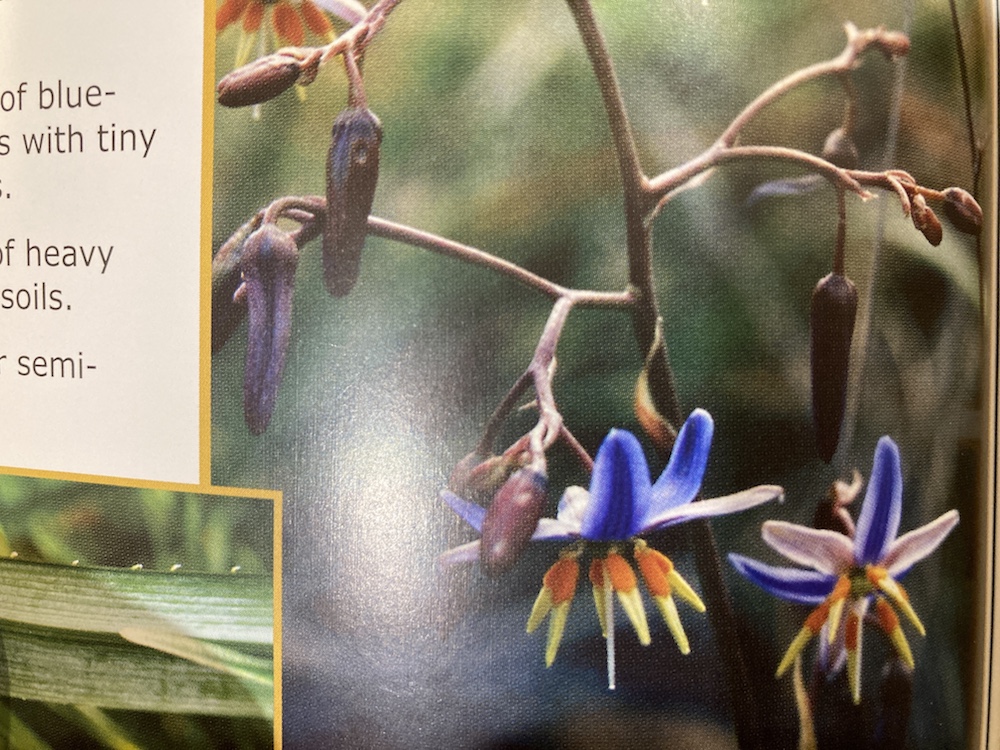 of blue-
s with tiny
s.
of heavy
soils.
r semi-